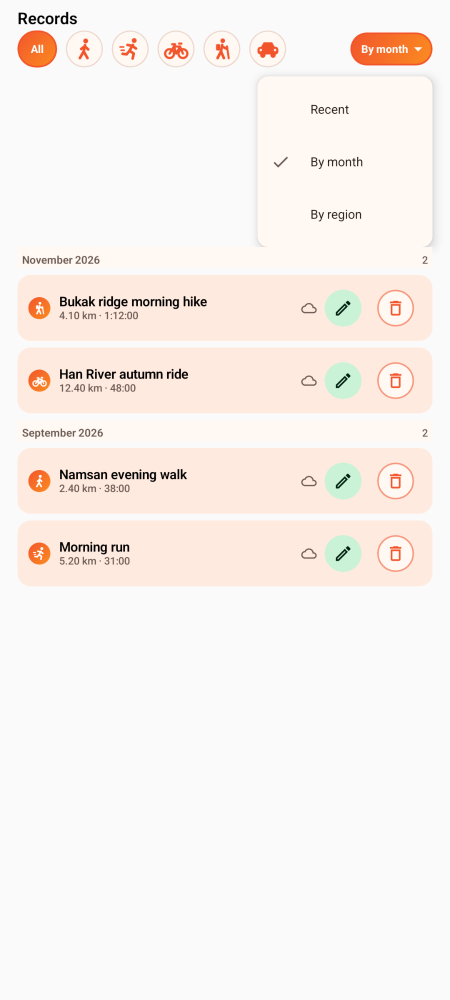 Records
All
By month
Recent
By month
By region
November 2026
2
Bukak ridge morning hike
4.10 km · 1:12:00
Han River autumn ride
12.40 km · 48:00
September 2026
2
Namsan evening walk
2.40 km · 38:00
Morning run
5.20 km · 31:00